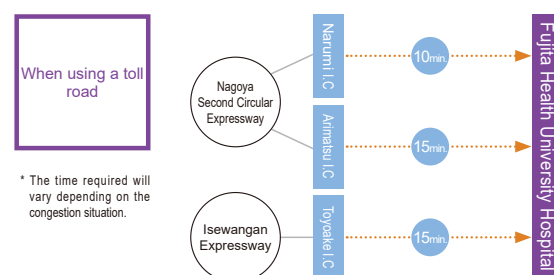 When using a toll
road
* The time required will
vary depending on the
congestion situation.
Nagoya
Second Circular
Expressway
Narumi I.C
10min.
Arimatsu I.C
15min.
Isewangan
Expressway
Toyoake I.C
15min.
Fujita Health University Hospital